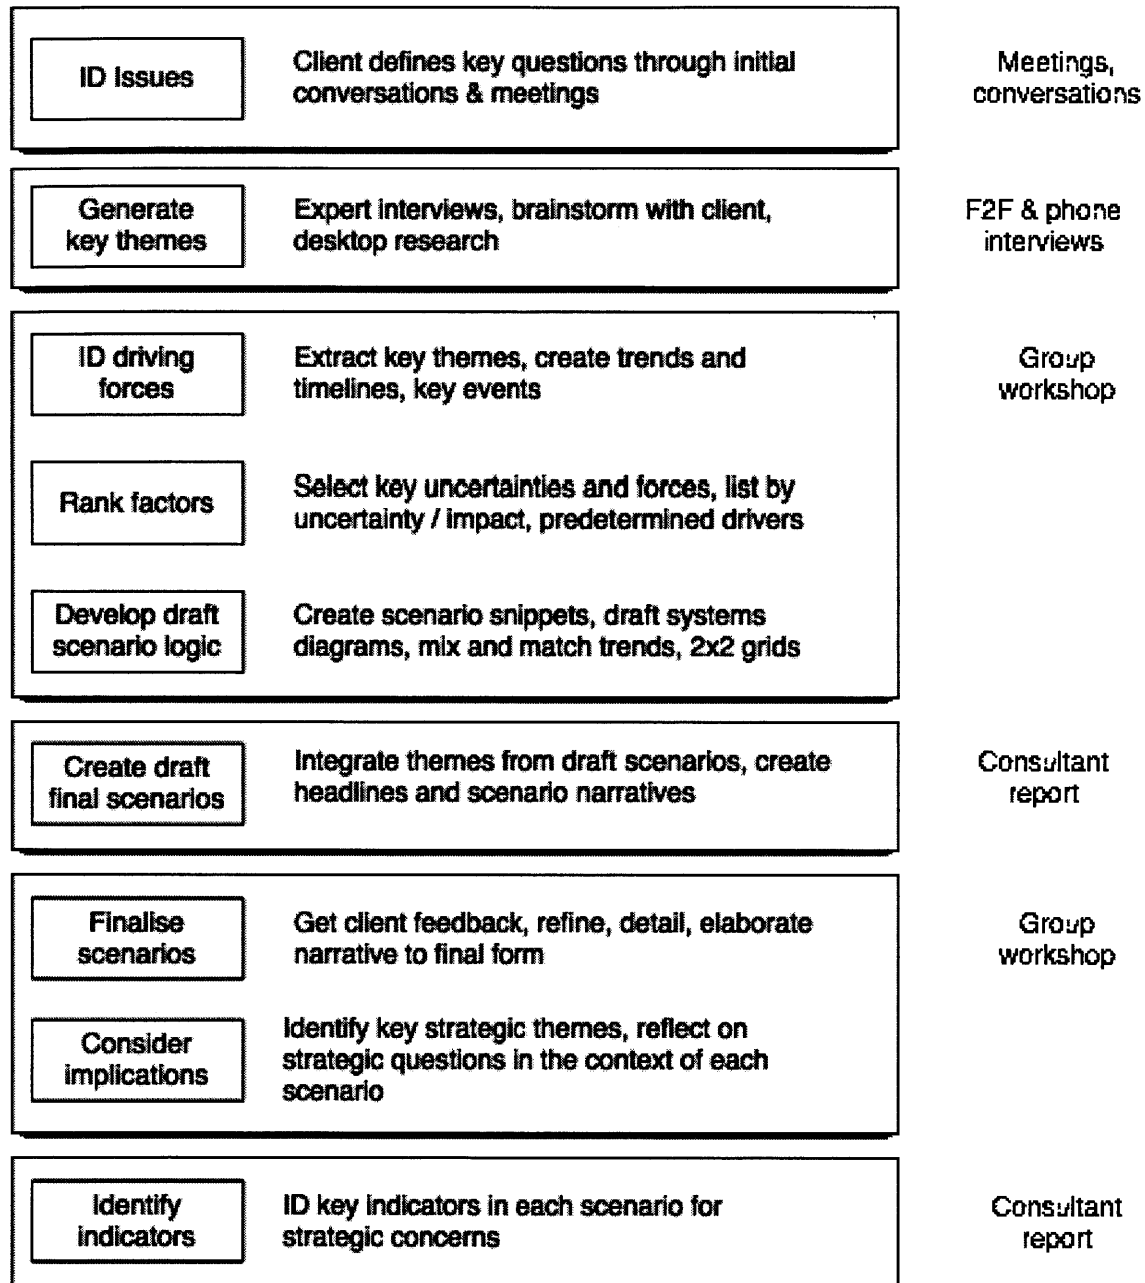 ID Issues
Client defines key questions through initial
conversations & meetings
Meetings,
conversations
Generate
key themes
Expert interviews, brainstorm with client,
desktop research
F2F & phone
interviews
ID driving
forces
Extract key themes, create trends and
timelines, key events
Group
workshop
Rank factors
Select key uncertainties and forces, list by
uncertainty / impact, predetermined drivers
Develop draft
scenario logic
Create scenario snippets, draft systems
diagrams, mix and match trends, 2x2 grids
Create draft
final scenarios
Integrate themes from draft scenarios, create
headlines and scenario narratives
Consultant
report
Finalise
scenarios
Get client feedback, refine, detail, elaborate
narrative to final form
Group
workshop
Consider
implications
Identify key strategic themes, reflect on
strategic questions in the context of each
scenario
Identify
indicators
ID key indicators in each scenario for
strategic concerns
Consultant
report